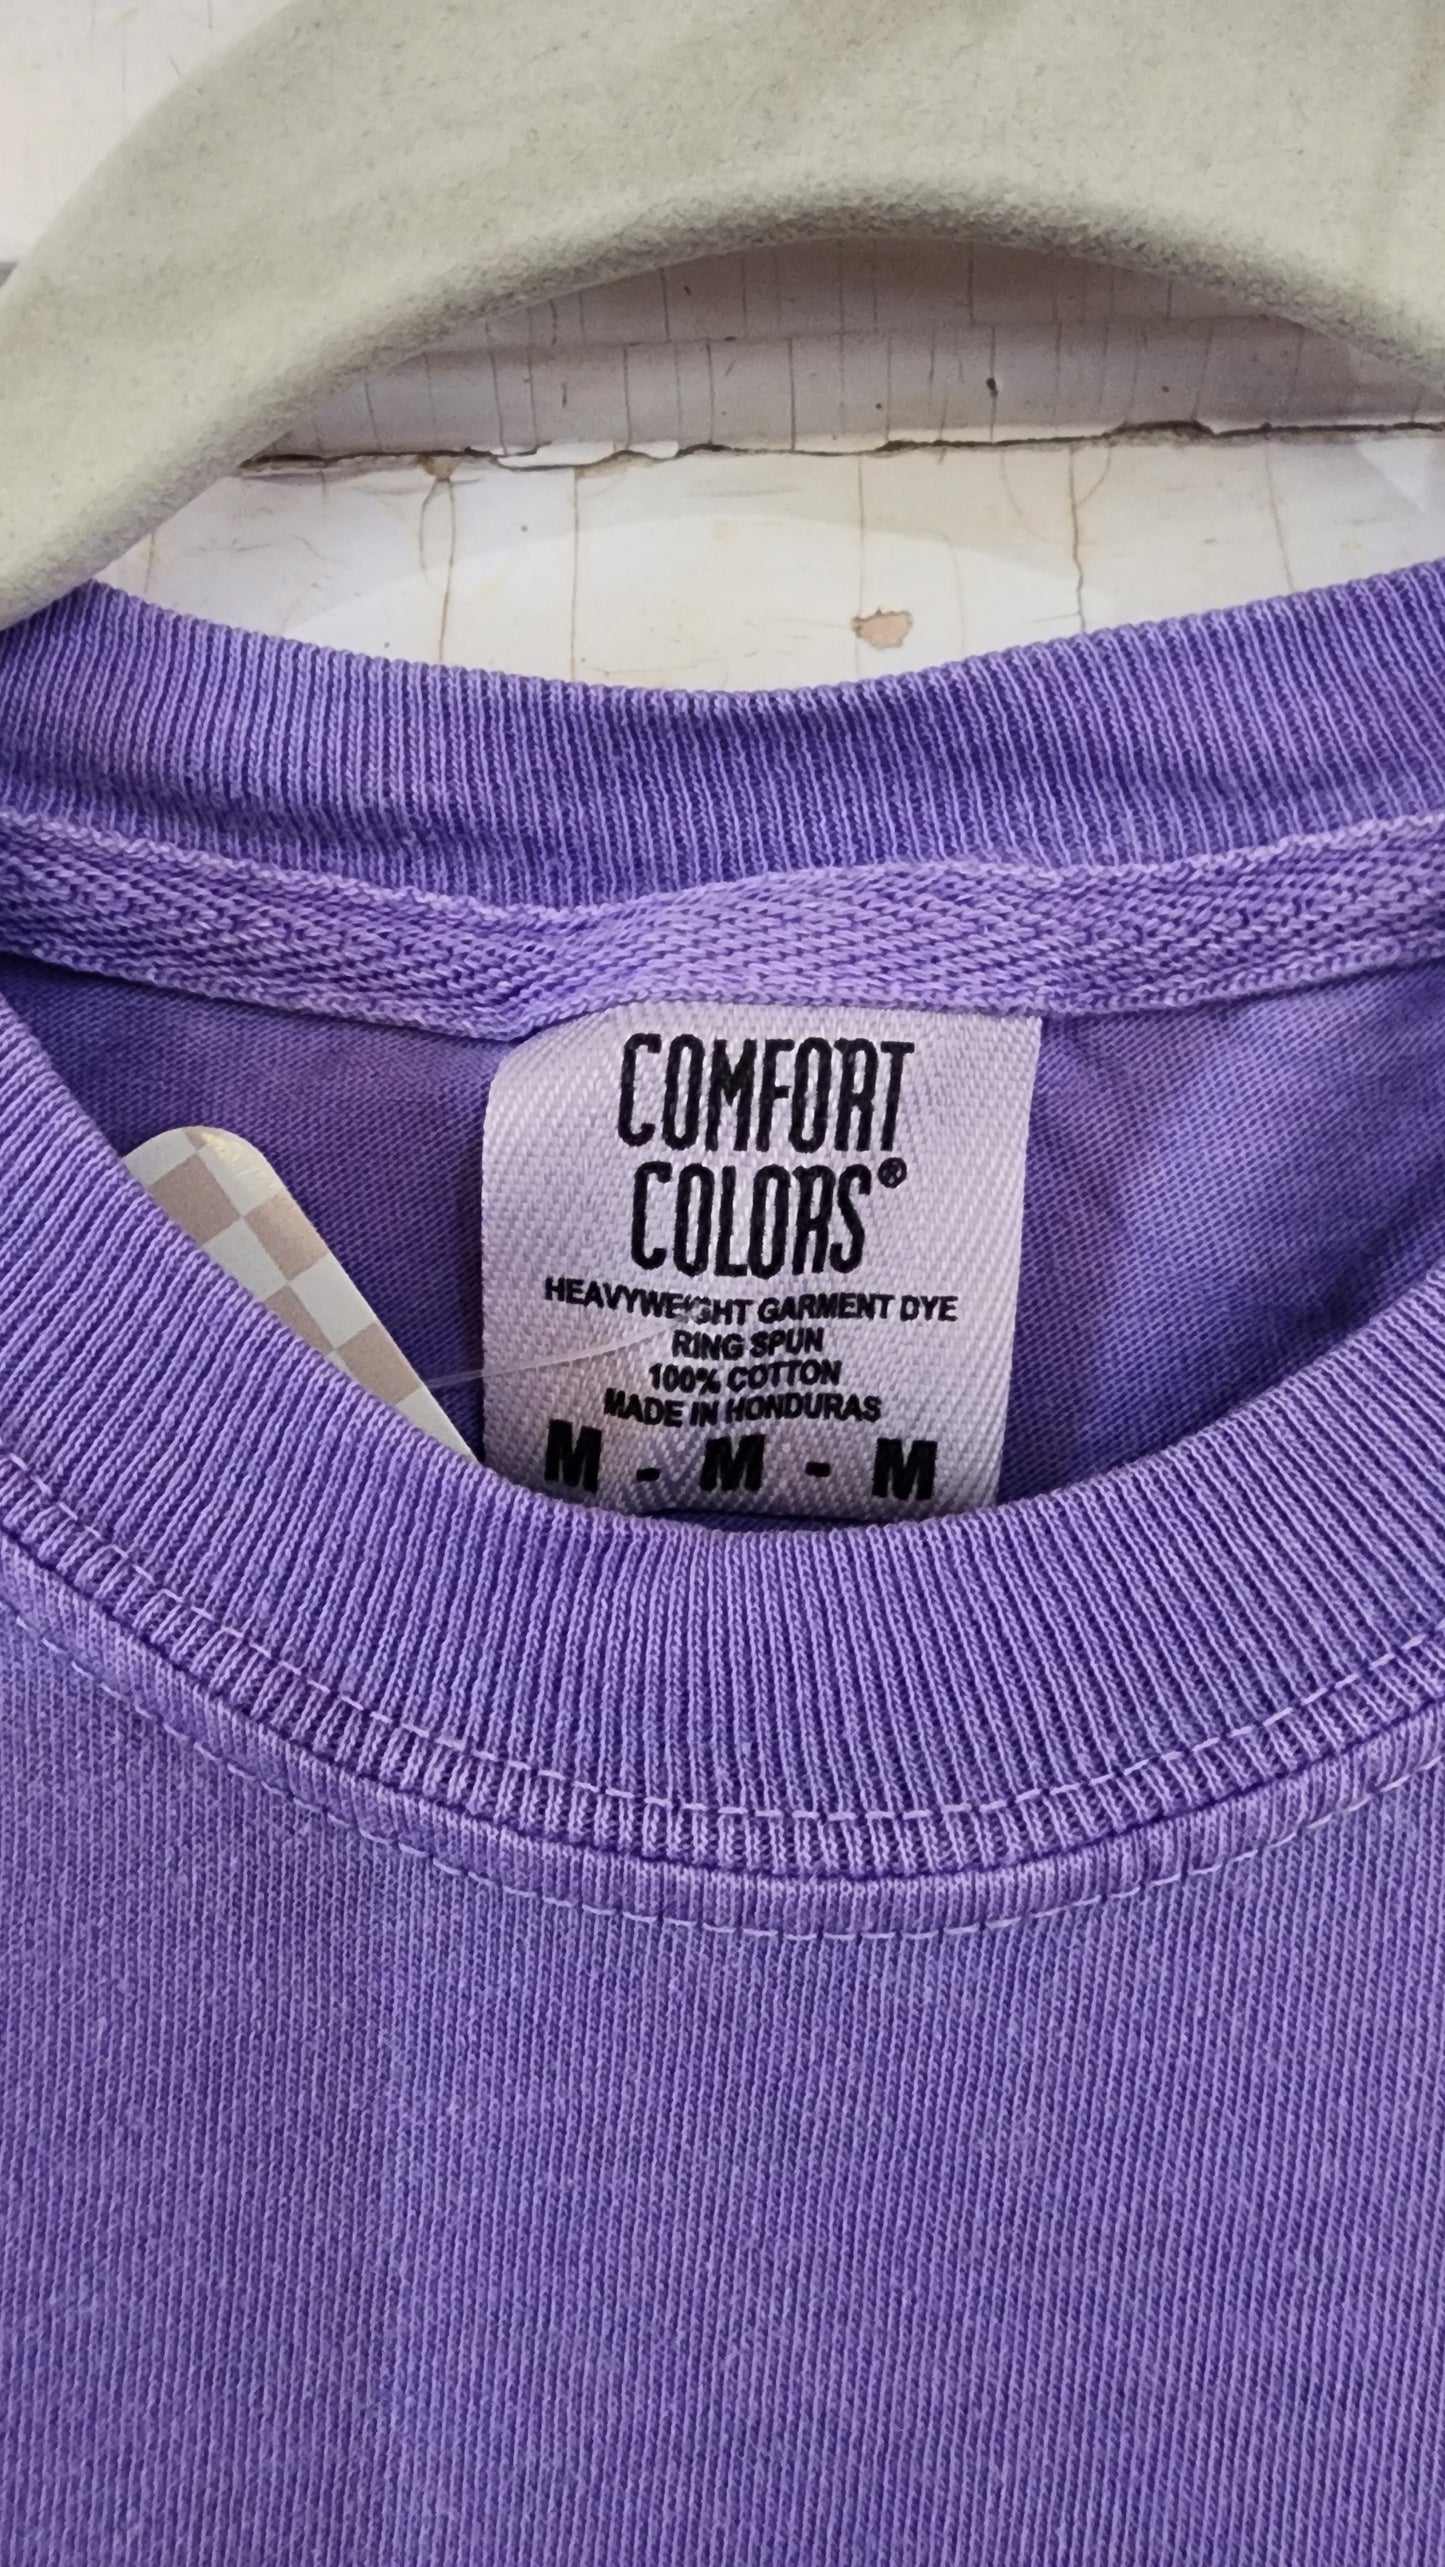 COMFORT
COLORS®
HEAVYWEIGHT GARMENT DYE
RING SPUN
100% COTTON
MADE IN HONDURAS
M - M - M